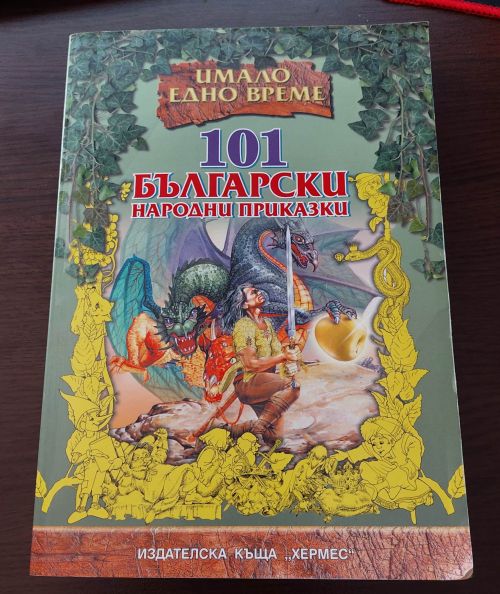 ИМАЛО
ЕДНО ВРЕМЕ
101
БЪЛГАРСКИ
НАРОДНИ ПРИКАЗКИ
ИЗДАТЕЛСКА КЪЩА „ХЕРМЕС“